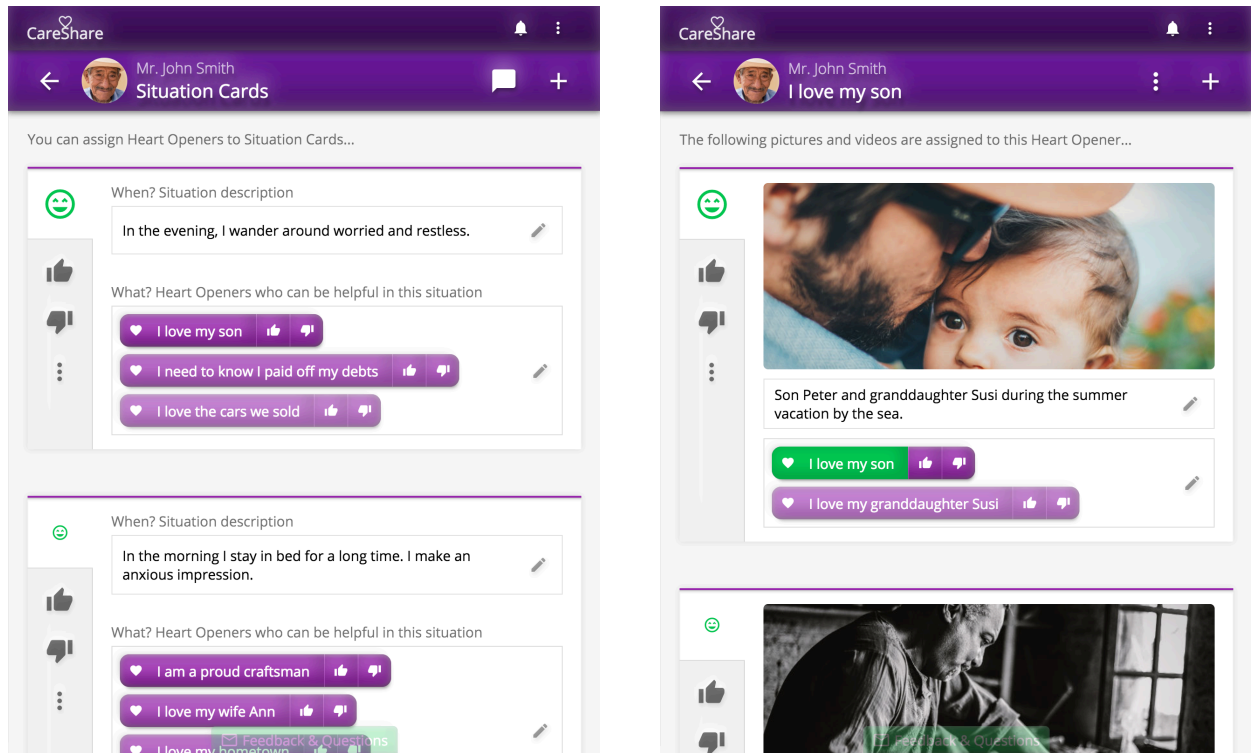 CareShare
Mr. John Smith
Situation Cards
You can assign Heart Openers to Situation Cards...
When? Situation description
In the evening, I wander around worried and restless.
What? Heart Openers who can be helpful in this situation
I love my son
I need to know I paid off my debts
I love the cars we sold
When? Situation description
In the morning I stay in bed for a long time. I make an
anxious impression.
What? Heart Openers who can be helpful in this situation
I am a proud craftsman
I love my wife Ann
I love my hometown
Feedback & Questions
CareShare
Mr. John Smith
I love my son
The following pictures and videos are assigned to this Heart Opener...
Son Peter and granddaughter Susi during the summer
vacation by the sea.
I love my son
I love my granddaughter Susi
Feedback & Questions